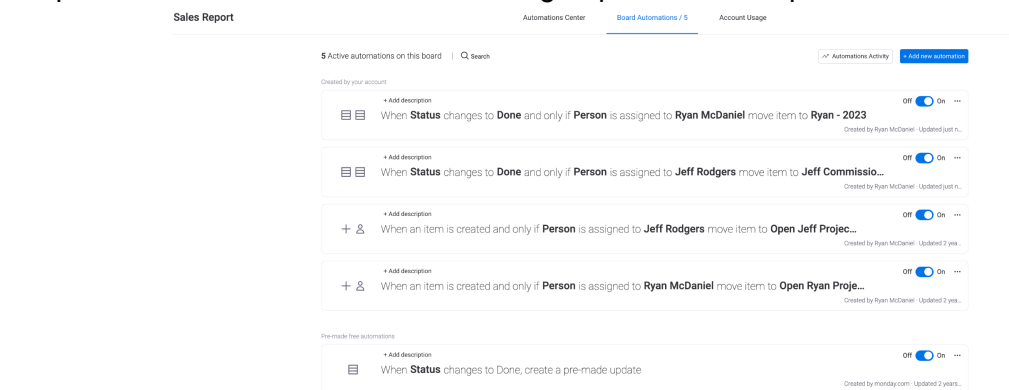 Sales Report
Automations Center Board Automations / 5 Account Usage
5 Active automations on this board | Search
Automations Activity + Add new automation
Created by your account
+ Add description
Off On ...
When Status changes to Done and only if Person is assigned to Ryan McDaniel move item to Ryan - 2023
Created by Ryan McDaniel · Updated just n...
+ Add description
Off On ...
When Status changes to Done and only if Person is assigned to Jeff Rodgers move item to Jeff Commissio...
Created by Ryan McDaniel · Updated just n...
+ Add description
Off On ...
When an item is created and only if Person is assigned to Jeff Rodgers move item to Open Jeff Projec...
Created by Ryan McDaniel · Updated 2 yea...
+ Add description
Off On ...
When an item is created and only if Person is assigned to Ryan McDaniel move item to Open Ryan Proje...
Created by Ryan McDaniel · Updated 2 yea...
Pre-made free automations
+ Add description
Off On ...
When Status changes to Done, create a pre-made update
Created by monday.com · Updated 2 years...